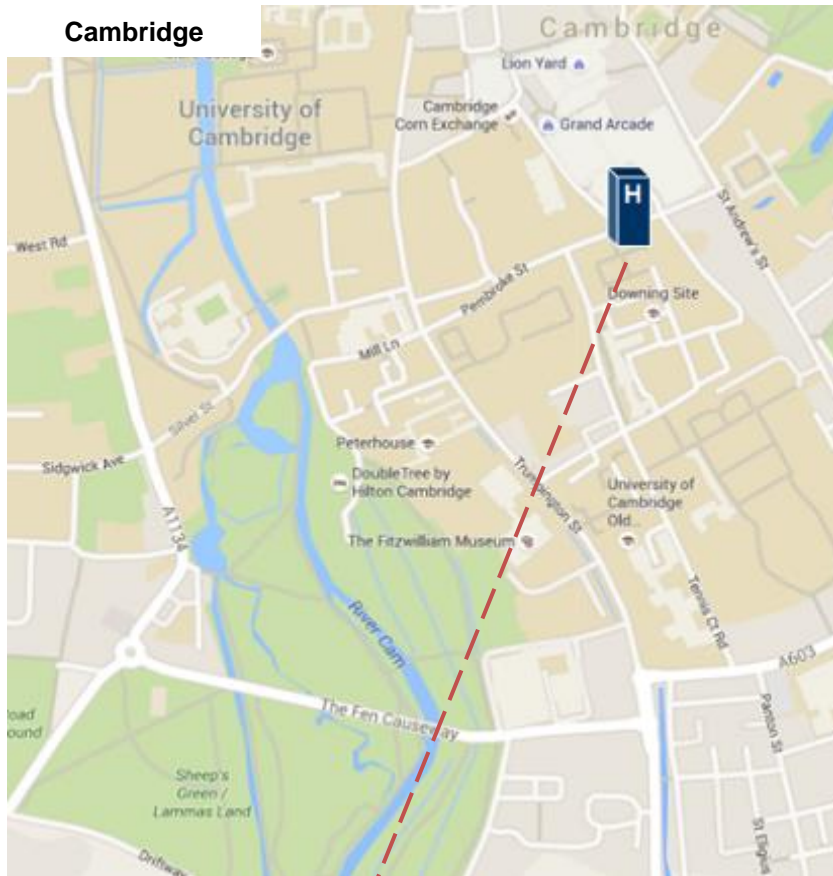 Cambridge
Cambridge
Lion Yard
University of
Cambridge
Cambridge
Corn Exchange
Grand Arcade
H
St Andrew's St
West Rd
Pembroke St
Downing Site
Mill Ln
Silver St
Peterhouse
Sidgwick Ave
DoubleTree by
Hilton Cambridge
Trumpington St
University of
Cambridge
Old...
A1134
The Fitzwilliam Museum
River Cam
Tennis Ct Rd
A603
The Fen Causeway
Panton St
oad
ound
Sheep's
Green /
Lammas Land
St Eligius
Driftway